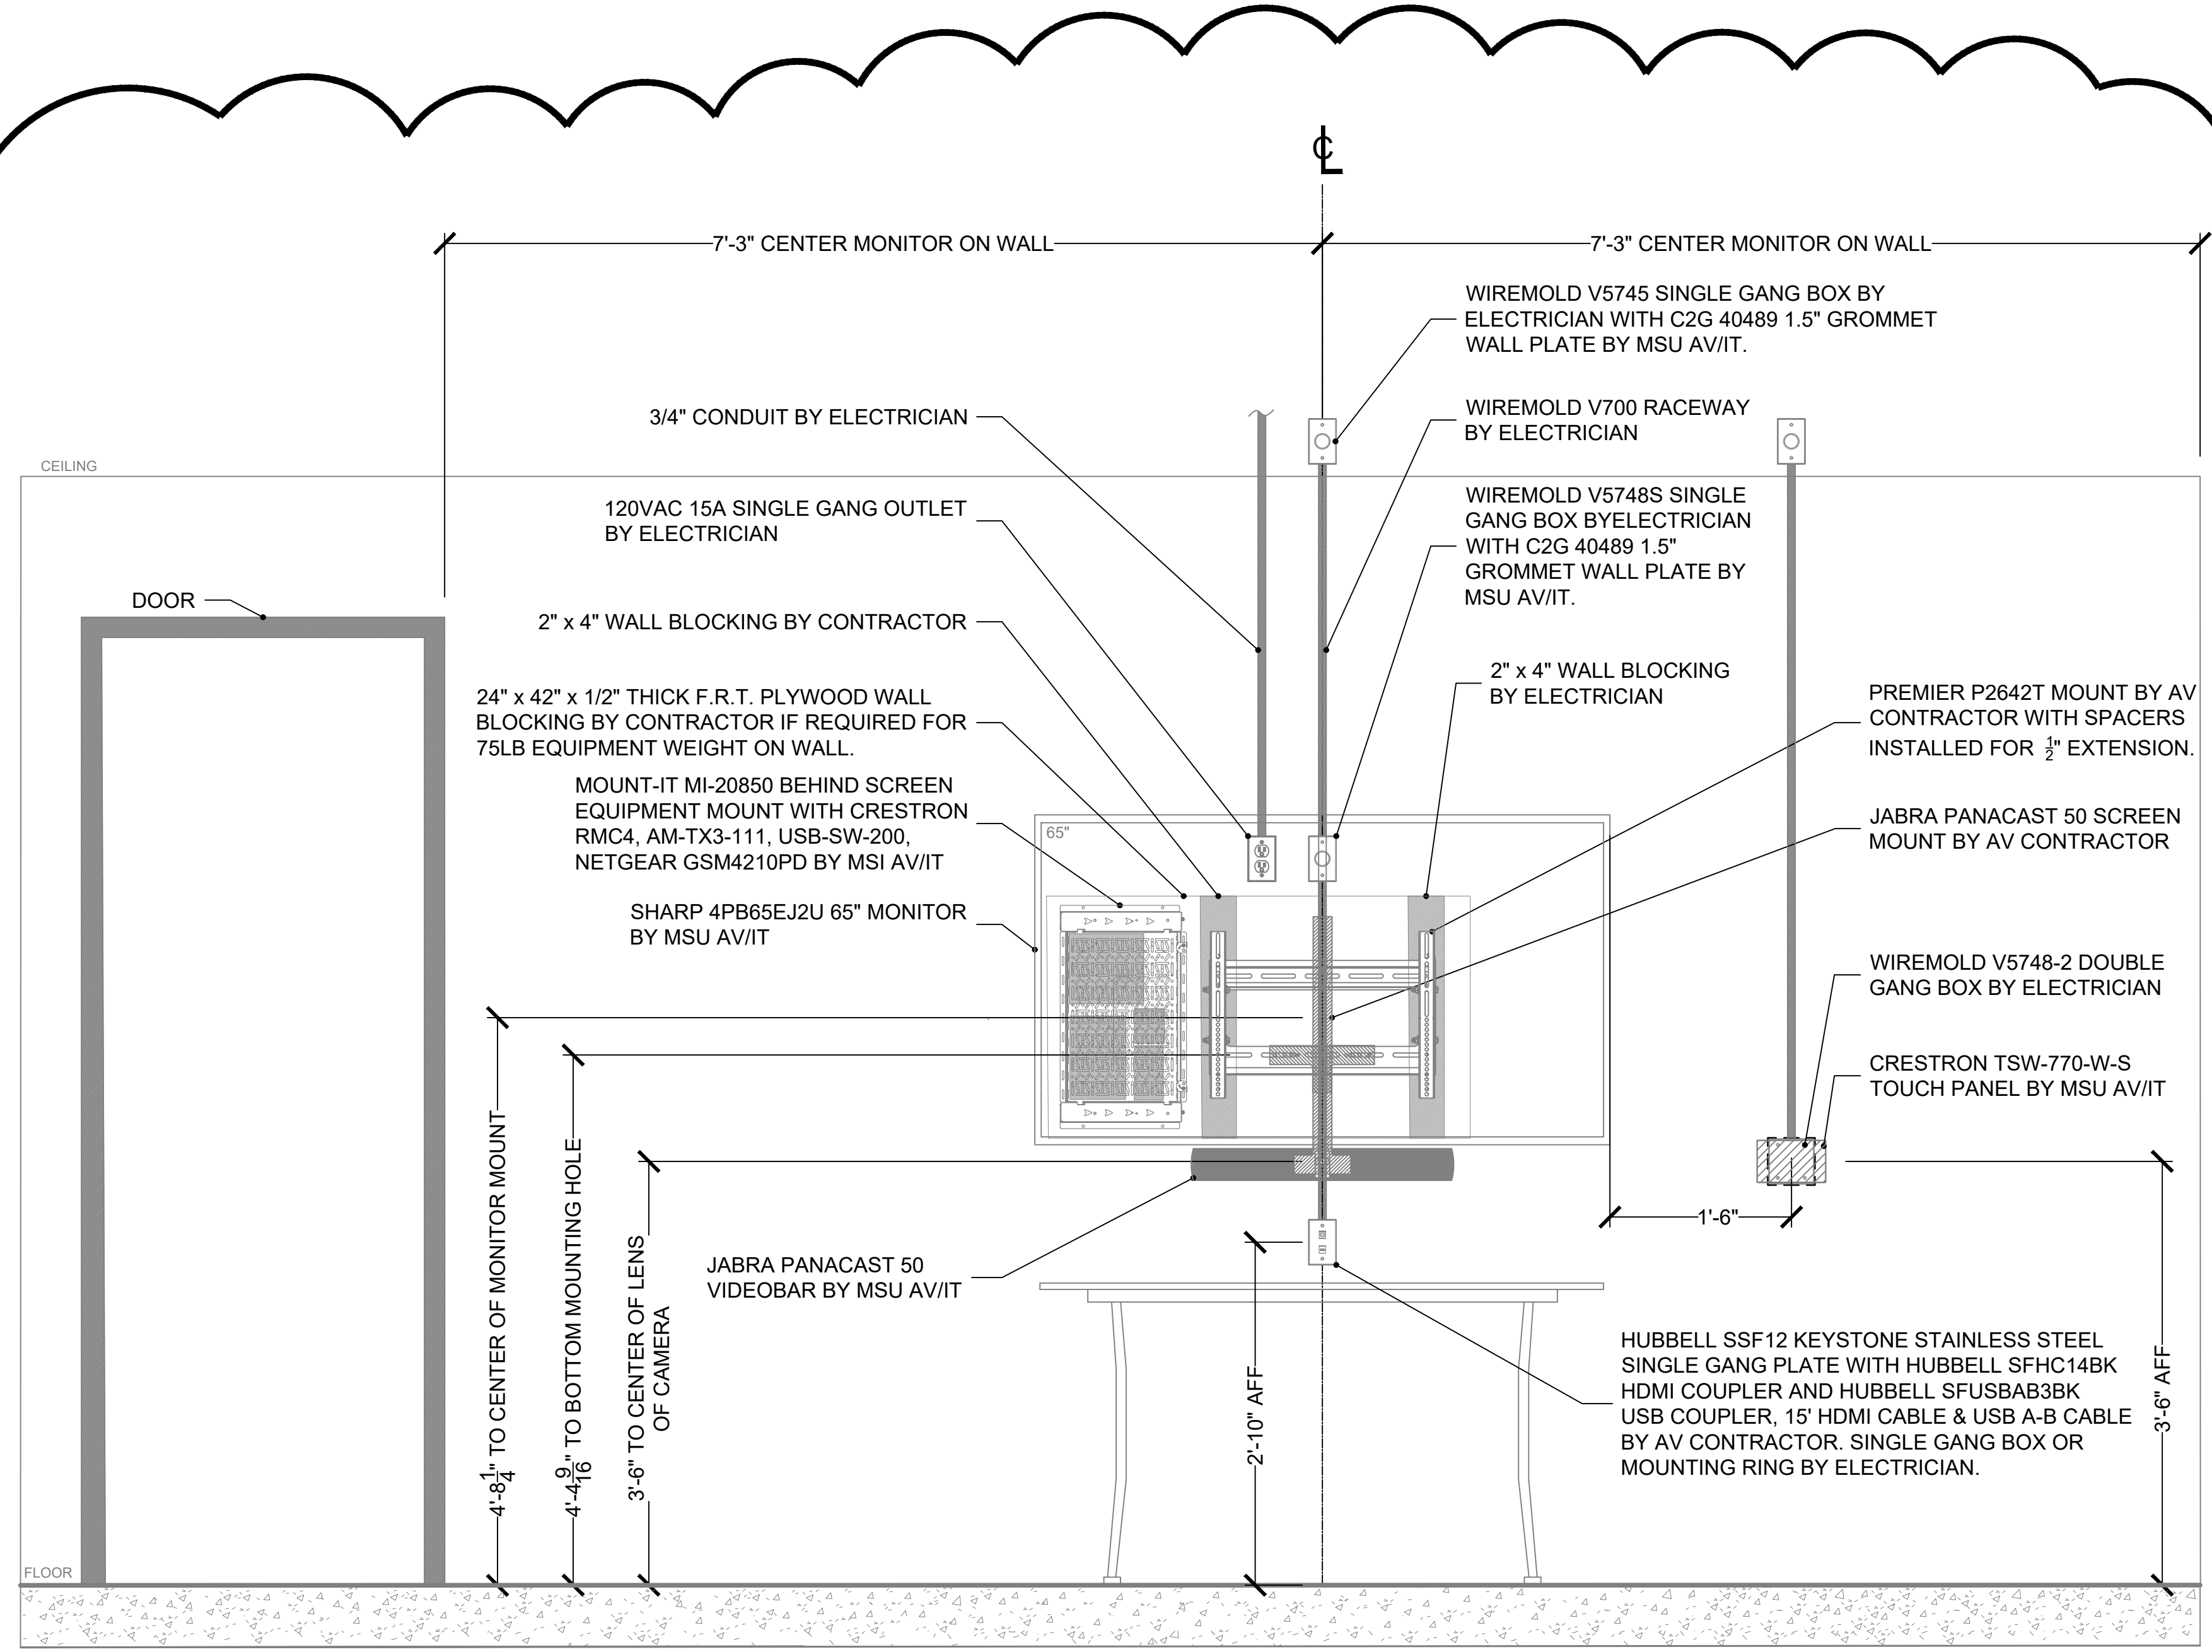 ℄
7'-3" CENTER MONITOR ON WALL
7'-3" CENTER MONITOR ON WALL
WIREMOLD V5745 SINGLE GANG BOX BY
ELECTRICIAN WITH C2G 40489 1.5" GROMMET
WALL PLATE BY MSU AV/IT.
3/4" CONDUIT BY ELECTRICIAN
WIREMOLD V700 RACEWAY
BY ELECTRICIAN
CEILING
120VAC 15A SINGLE GANG OUTLET
BY ELECTRICIAN
WIREMOLD V5748S SINGLE
GANG BOX BYELECTRICIAN
WITH C2G 40489 1.5"
GROMMET WALL PLATE BY
MSU AV/IT.
DOOR
2" x 4" WALL BLOCKING BY CONTRACTOR
2" x 4" WALL BLOCKING
BY ELECTRICIAN
24" x 42" x 1/2" THICK F.R.T. PLYWOOD WALL
BLOCKING BY CONTRACTOR IF REQUIRED FOR
75LB EQUIPMENT WEIGHT ON WALL.
PREMIER P2642T MOUNT BY AV
CONTRACTOR WITH SPACERS
INSTALLED FOR 1/2" EXTENSION.
MOUNT-IT MI-20850 BEHIND SCREEN
EQUIPMENT MOUNT WITH CRESTRON
RMC4, AM-TX3-111, USB-SW-200,
NETGEAR GSM4210PD BY MSI AV/IT
JABRA PANACAST 50 SCREEN
MOUNT BY AV CONTRACTOR
65"
SHARP 4PB65EJ2U 65" MONITOR
BY MSU AV/IT
WIREMOLD V5748-2 DOUBLE
GANG BOX BY ELECTRICIAN
CRESTRON TSW-770-W-S
TOUCH PANEL BY MSU AV/IT
4'-8 1/4" TO CENTER OF MONITOR MOUNT
4'-4 9/16" TO BOTTOM MOUNTING HOLE
3'-6" TO CENTER OF LENS
OF CAMERA
1'-6"
JABRA PANACAST 50
VIDEOBAR BY MSU AV/IT
2'-10" AFF
HUBBELL SSF12 KEYSTONE STAINLESS STEEL
SINGLE GANG PLATE WITH HUBBELL SFHC14BK
HDMI COUPLER AND HUBBELL SFUSBAB3BK
USB COUPLER, 15' HDMI CABLE & USB A-B CABLE
BY AV CONTRACTOR. SINGLE GANG BOX OR
MOUNTING RING BY ELECTRICIAN.
3'-6" AFF
FLOOR